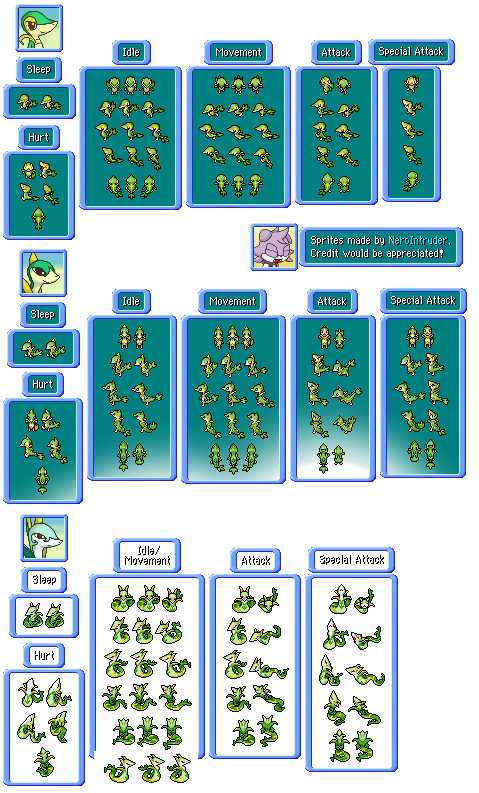 Sleep
Idle
Movement
Attack
Special Attack
Hurt
Sprites made by NeroIntruder.
Credit would be appreciated!
Sleep
Idle
Movement
Attack
Special Attack
Hurt
Sleep
Idle/
Movement
Attack
Special Attack
Hurt